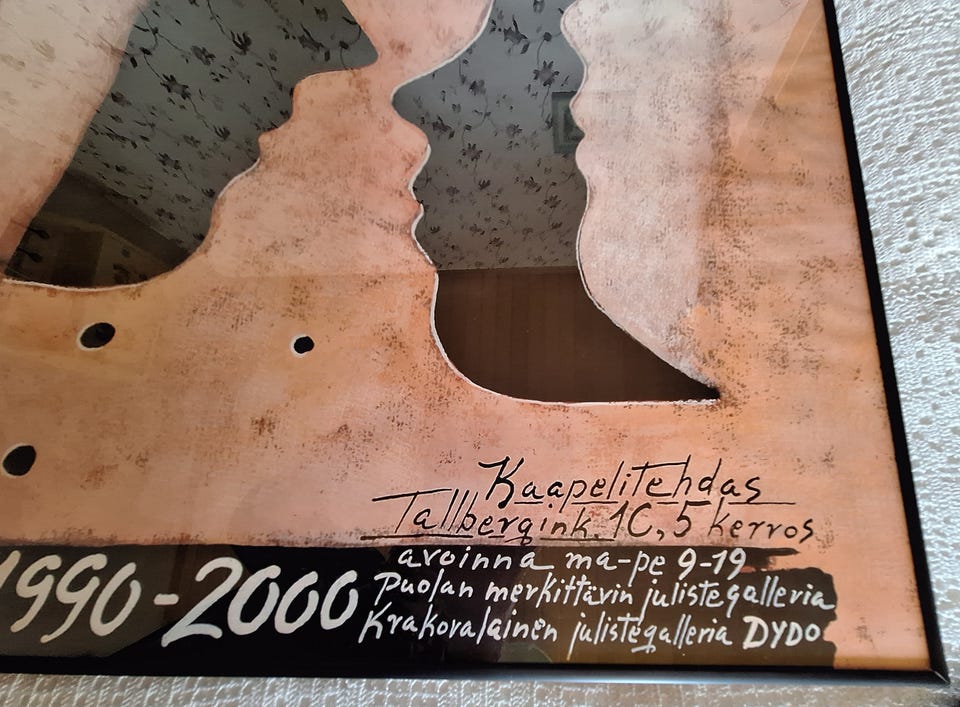 Kaapelitehdas
Tallbergink. 1C, 5 kerros
avoinna ma-pe 9-19
1990-2000
Puolan merkittävin julistegalleria
Krakovalainen julistegalleria DYDO